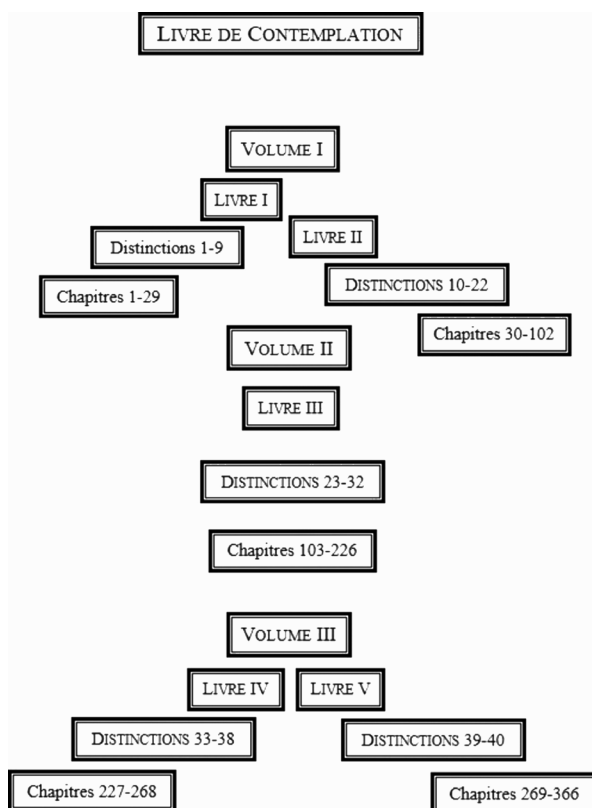 LIVRE DE CONTEMPLATION
VOLUME I
LIVRE I
LIVRE II
Distinctions 1-9
DISTINCTIONS 10-22
Chapitres 1-29
Chapitres 30-102
VOLUME II
LIVRE III
DISTINCTIONS 23-32
Chapitres 103-226
VOLUME III
LIVRE IV
LIVRE V
DISTINCTIONS 33-38
DISTINCTIONS 39-40
Chapitres 227-268
Chapitres 269-366